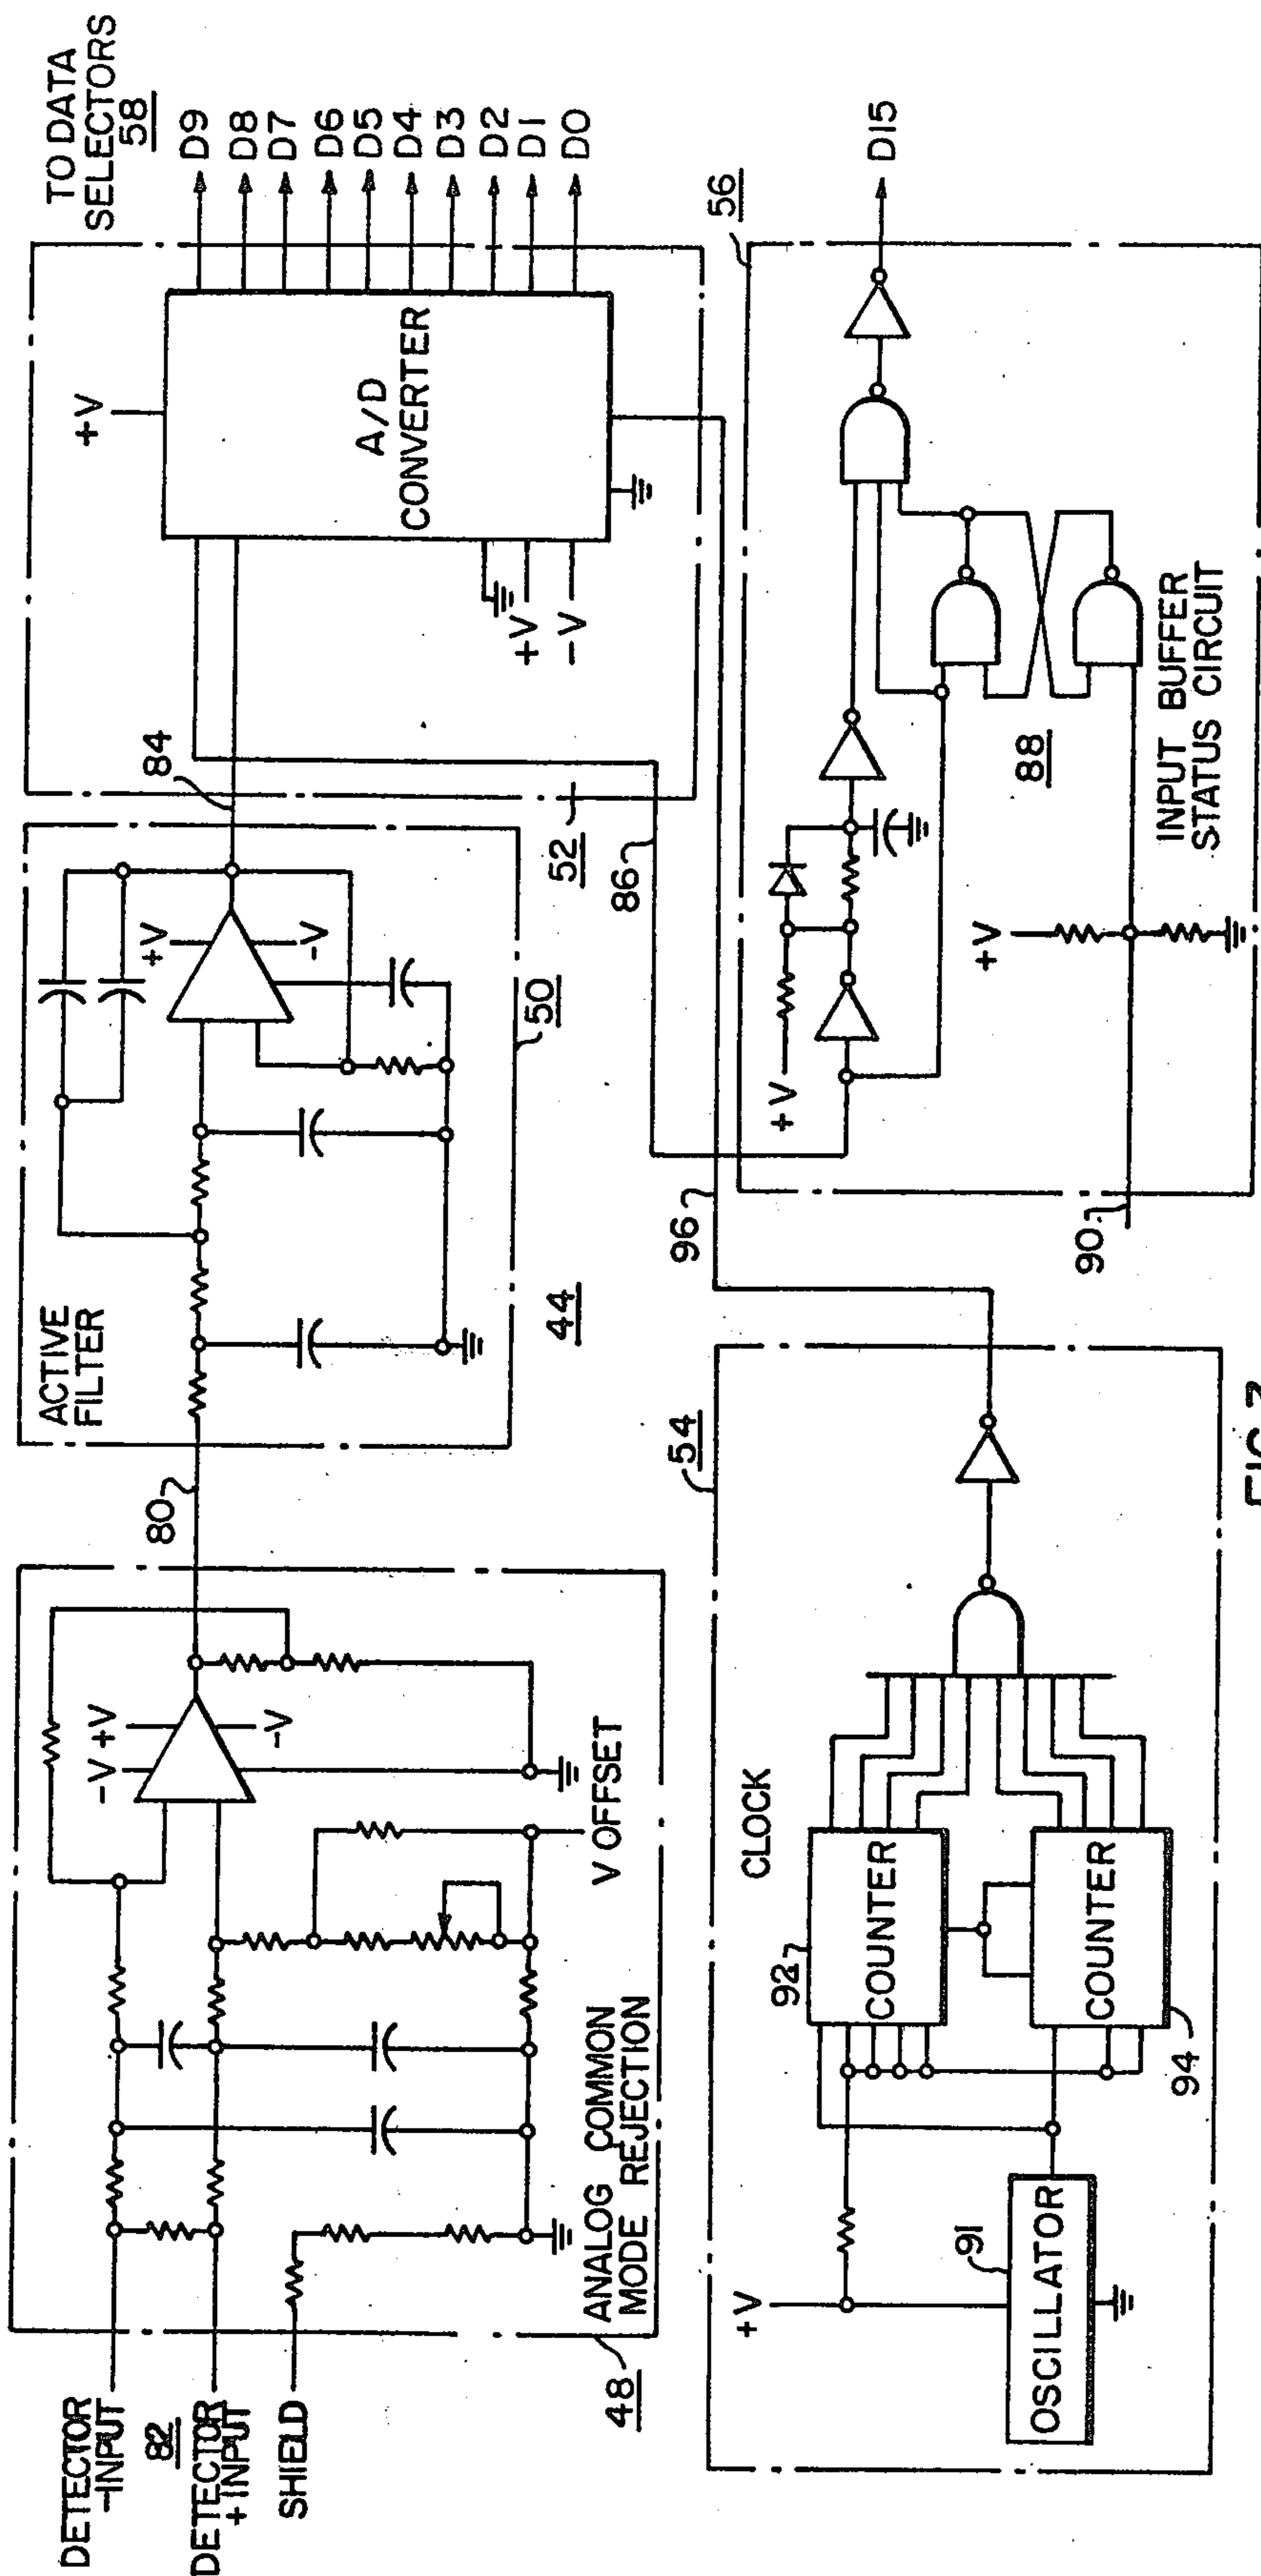 DETECTOR
-INPUT
82
DETECTOR
+ INPUT
SHIELD
48
ANALOG COMMON
MODE REJECTION
-V
+V
-V
V OFFSET
80
ACTIVE
FILTER
+V
-V
50
44
84
52
86
+V
A/D
CONVERTER
+V
-V
TO DATA
SELECTORS
58
D9
D8
D7
D6
D5
D4
D3
D2
D1
D0
54
CLOCK
+V
OSCILLATOR
91
92
COUNTER
COUNTER
94
96
90
56
+V
+V
88
INPUT BUFFER
STATUS CIRCUIT
D15